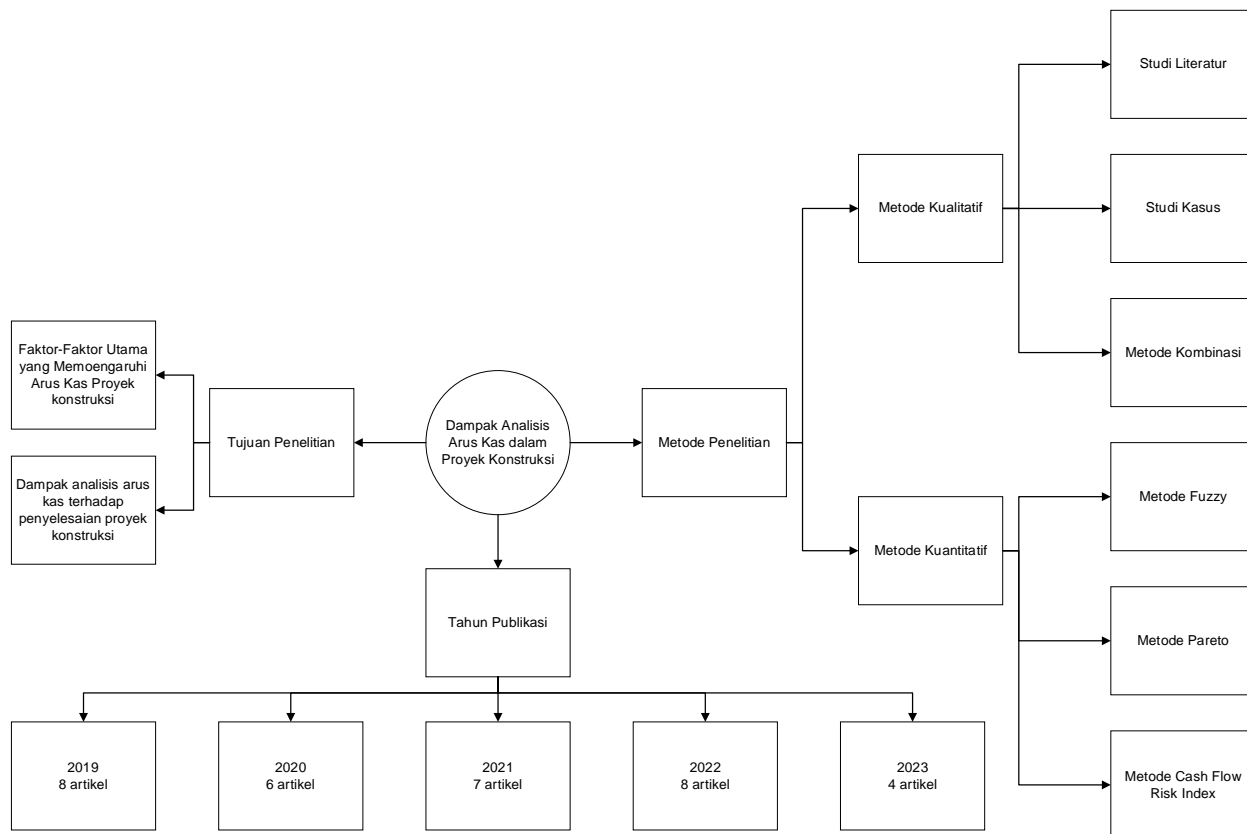 Studi Literatur
Metode Kualitatif
Studi Kasus
Metode Kombinasi
Faktor-Faktor Utama
yang Memoengaruhi
Arus Kas Proyek
konstruksi
Dampak analisis arus
kas terhadap
penyelesaian proyek
konstruksi
Tujuan Penelitian
Dampak Analisis
Arus Kas dalam
Proyek Konstruksi
Metode Penelitian
Metode Fuzzy
Metode Kuantitatif
Metode Pareto
Metode Cash Flow
Risk Index
Tahun Publikasi
2019
8 artikel
2020
6 artikel
2021
7 artikel
2022
8 artikel
2023
4 artikel